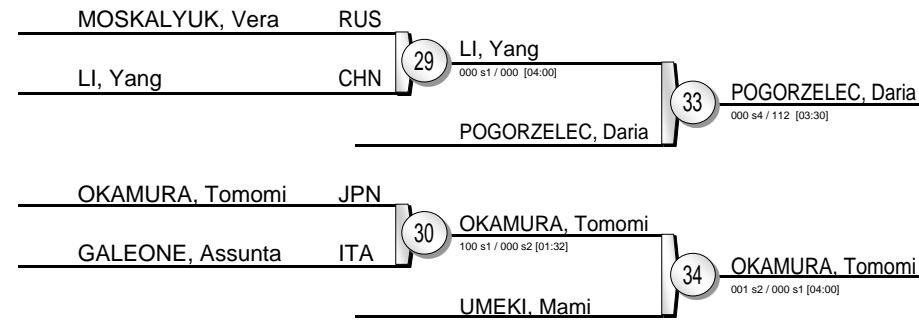 MOSKALYUK, Vera RUS
LI, Yang CHN
29
LI, Yang
000 s1 / 000 [04:00]
POGORZELEC, Daria
33
POGORZELEC, Daria
000 s4 / 112 [03:30]
OKAMURA, Tomomi JPN
GALEONE, Assunta ITA
30
OKAMURA, Tomomi
100 s1 / 000 s2 [01:32]
UMEKI, Mami
34
OKAMURA, Tomomi
001 s2 / 000 s1 [04:00]